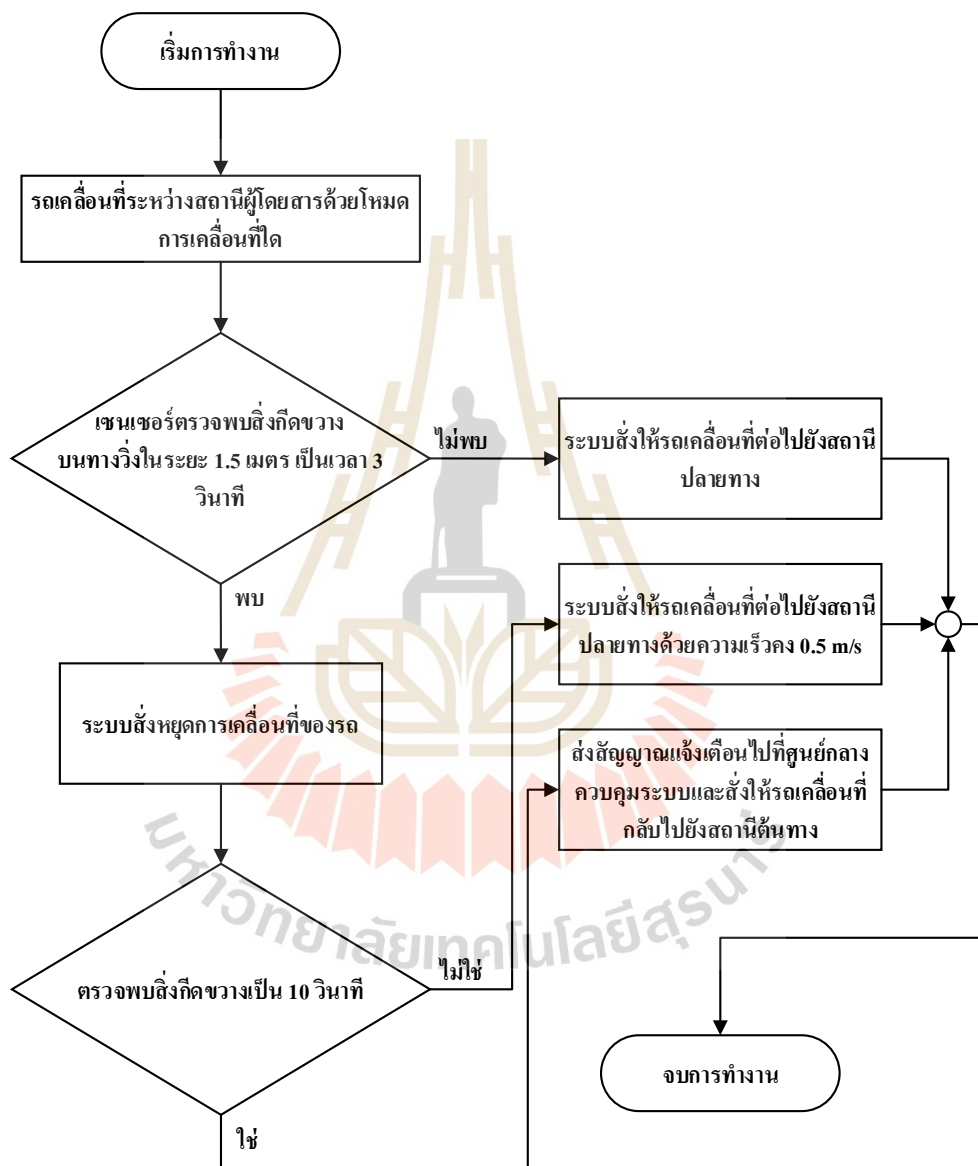 เริ่มการทำงาน
รถเคลื่อนที่ระหว่างสถานีผู้โดยสารด้วยโหมด
การเคลื่อนที่ใด
เซนเซอร์ตรวจพบสิ่งกีดขวาง
บนทางวิ่งในระยะ 1.5 เมตร เป็นเวลา 3
วินาที
ไม่พบ
ระบบสั่งให้รถเคลื่อนที่ต่อไปยังสถานี
ปลายทาง
พบ
ระบบสั่งให้รถเคลื่อนที่ต่อไปยังสถานี
ปลายทางด้วยความเร็วคง 0.5 m/s
ระบบสั่งหยุดการเคลื่อนที่ของรถ
ส่งสัญญาณแจ้งเตือนไปที่ศูนย์กลาง
ควบคุมระบบและสั่งให้รถเคลื่อนที่
กลับไปยังสถานีต้นทาง
มหาวิทยาลัยเทคโนโลยีสุรนารี
ตรวจพบสิ่งกีดขวางเป็น 10 วินาที
ไม่ใช่
ใช่
จบการทำงาน